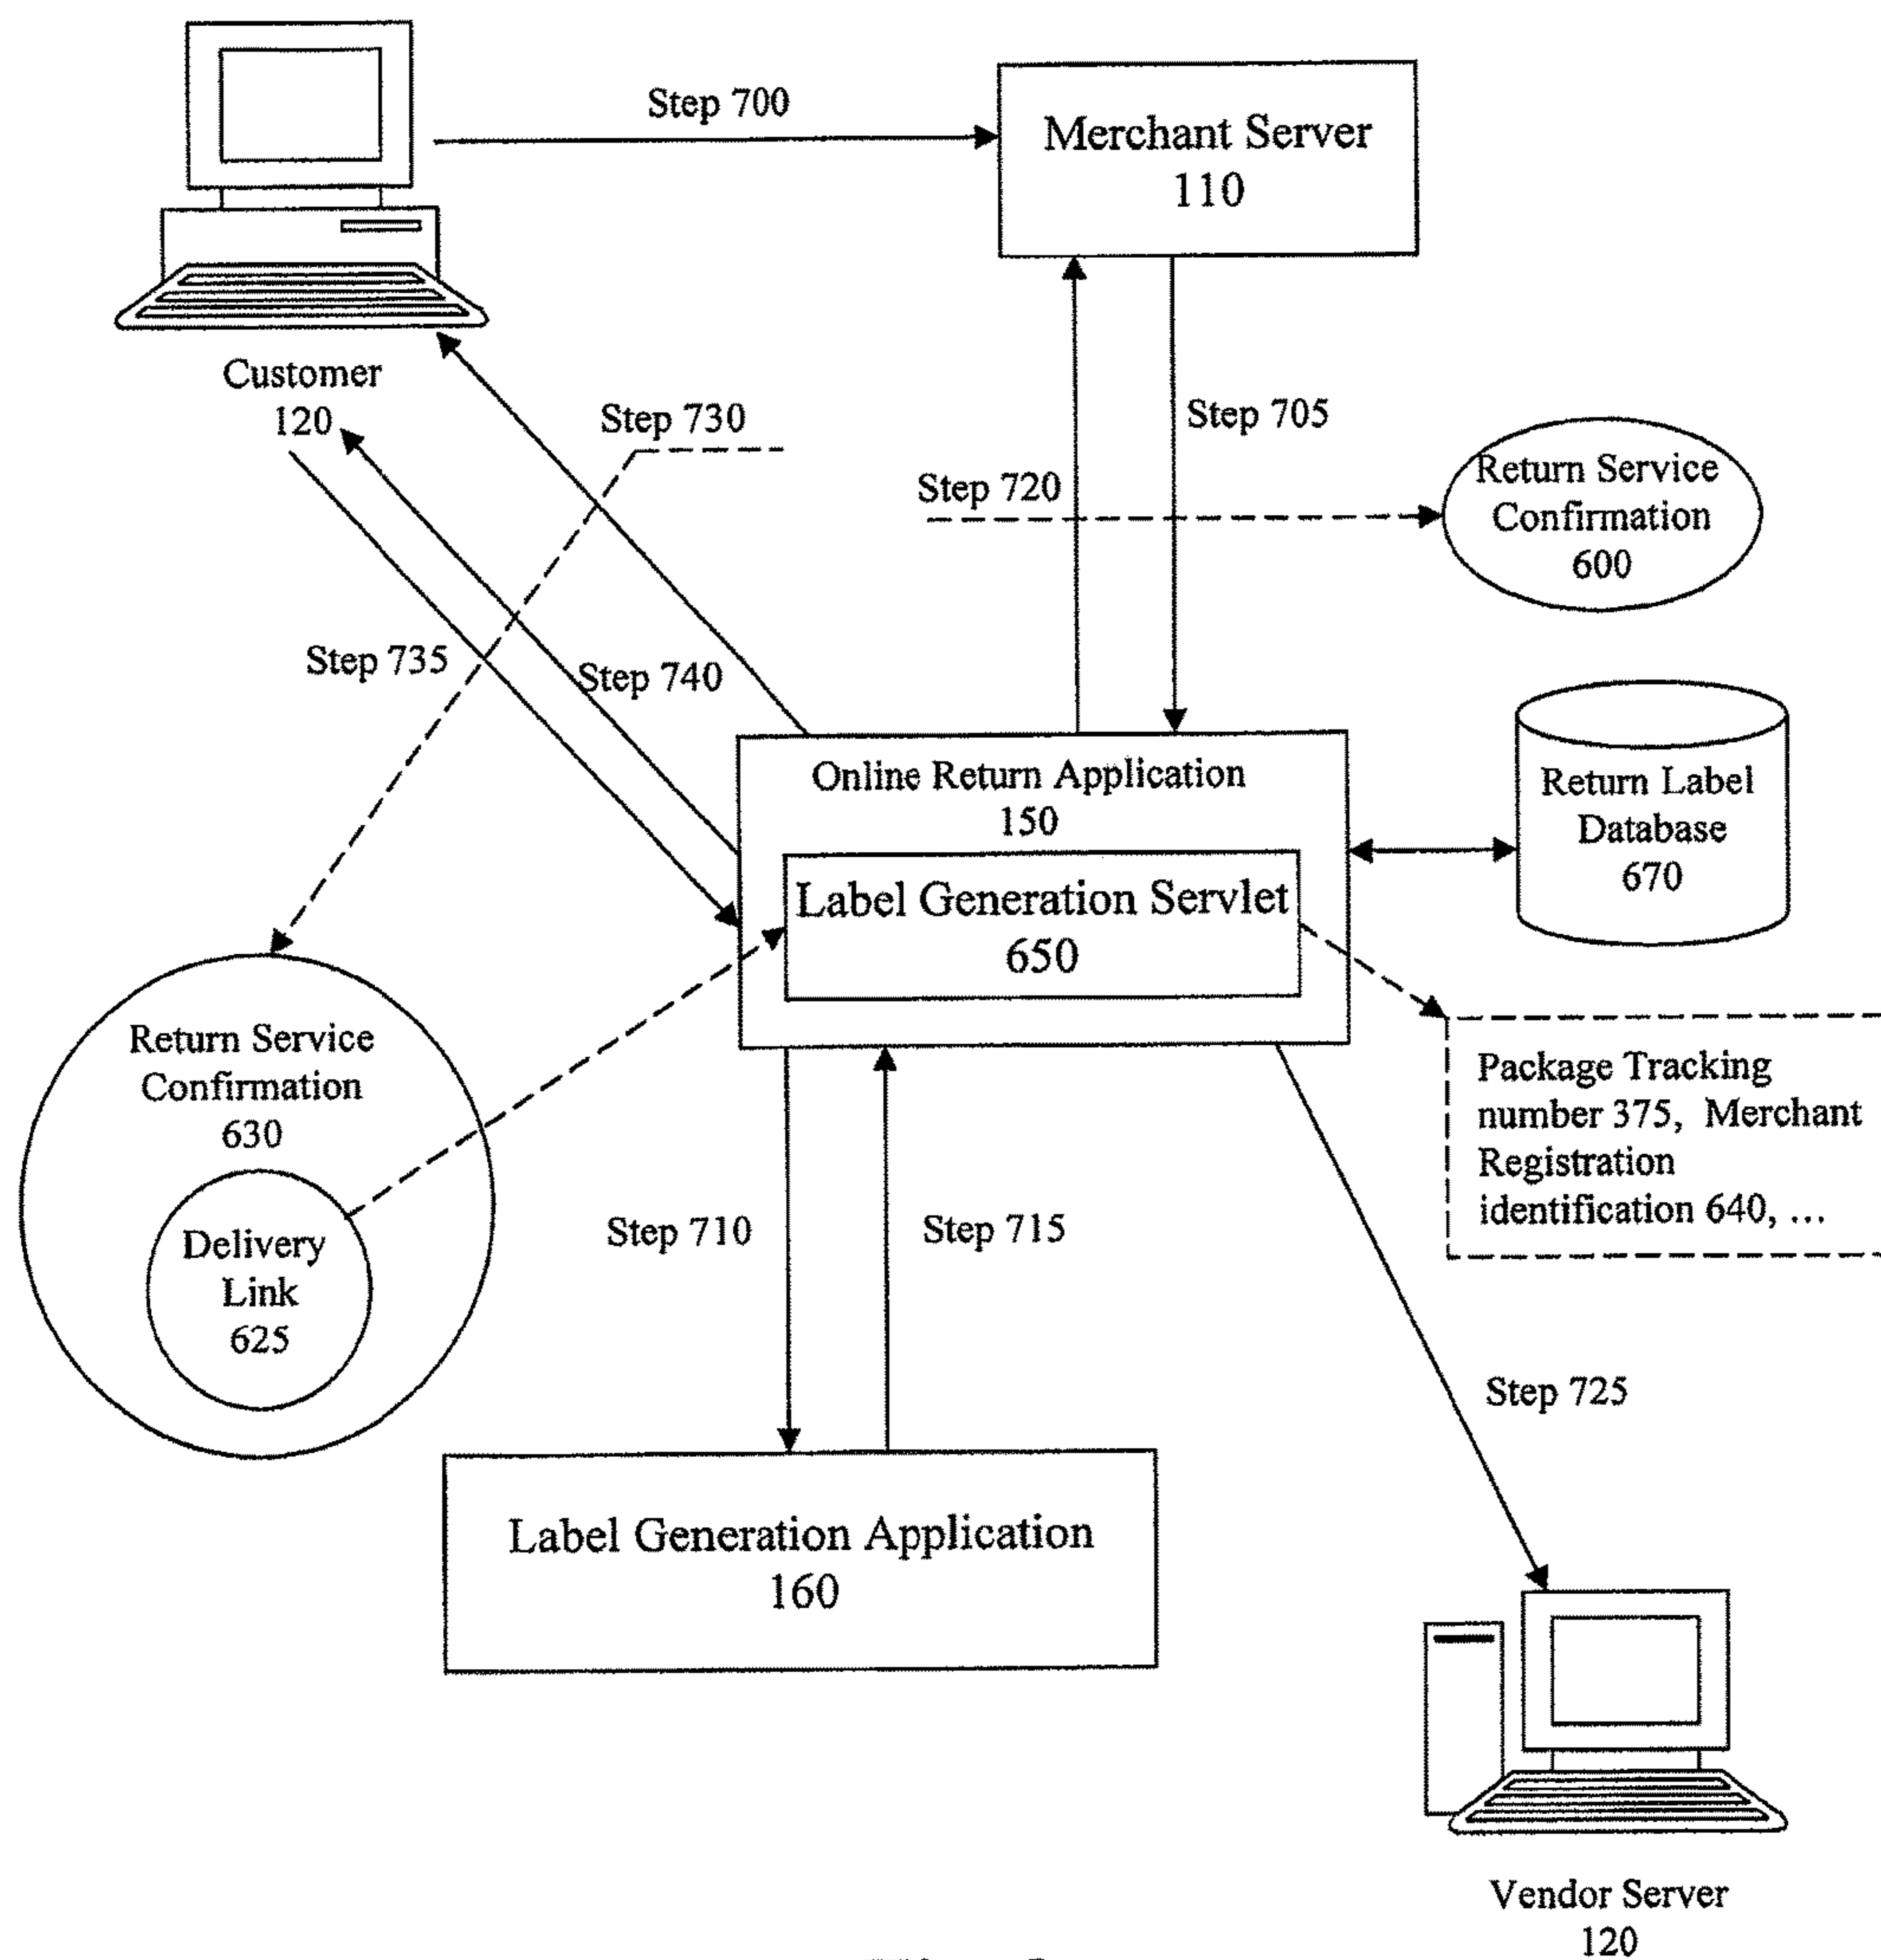 Step 700
Merchant Server
110
Customer
120
Step 730
Step 705
Step 720
Return Service
Confirmation
600
Step 735
Step 740
Online Return Application
150
Label Generation Servlet
650
Return Label
Database
670
Return Service
Confirmation
630
Delivery
Link
625
Package Tracking
number 375, Merchant
Registration
identification 640, ...
Step 710
Step 715
Step 725
Label Generation Application
160
Vendor Server
120